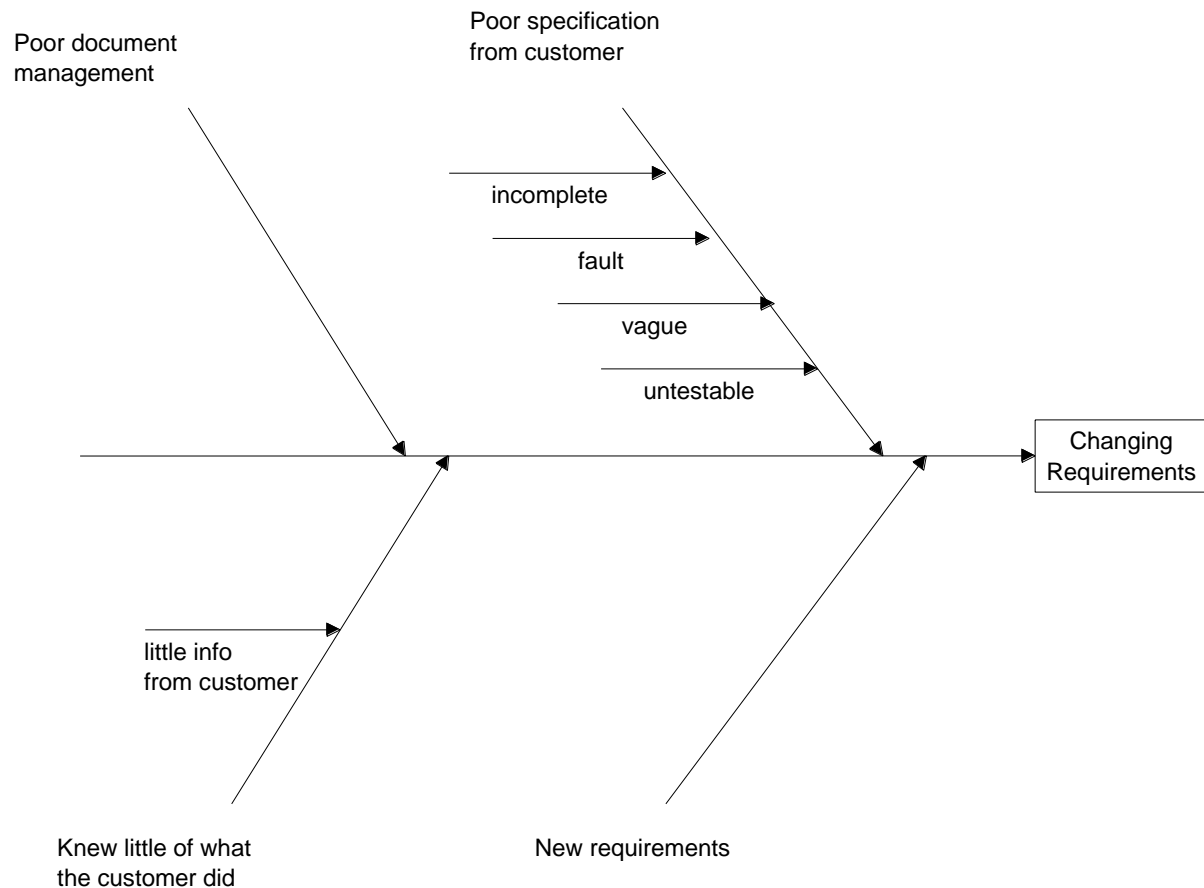 Poor specification
from customer
Poor document
management
incomplete
fault
vague
untestable
Changing
Requirements
little info
from customer
Knew little of what
the customer did
New requirements